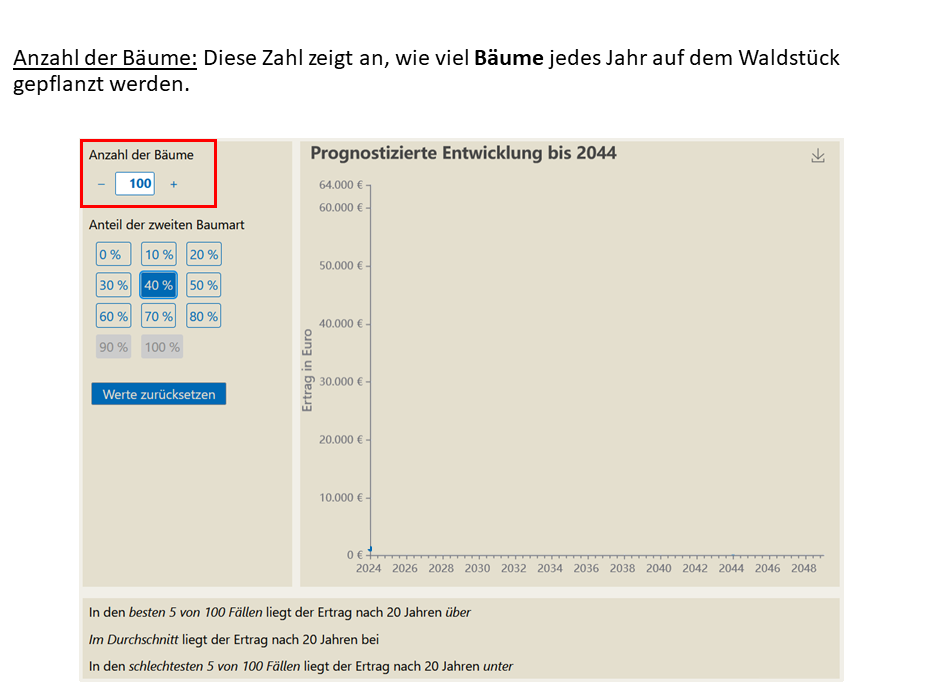 Anzahl der Bäume: Diese Zahl zeigt an, wie viel Bäume jedes Jahr auf dem Waldstück
gepflanzt werden.
Anzahl der Bäume
− 100 +
Anteil der zweiten Baumart
0 % 10 % 20 %
30 % 40 % 50 %
60 % 70 % 80 %
90 % 100 %
Werte zurücksetzen
Prognostizierte Entwicklung bis 2044
Ertrag in Euro
64.000 €
60.000 €
50.000 €
40.000 €
30.000 €
20.000 €
10.000 €
0 €
2024 2026 2028 2030 2032 2034 2036 2038 2040 2042 2044 2046 2048
In den besten 5 von 100 Fällen liegt der Ertrag nach 20 Jahren über
Im Durchschnitt liegt der Ertrag nach 20 Jahren bei
In den schlechtesten 5 von 100 Fällen liegt der Ertrag nach 20 Jahren unter